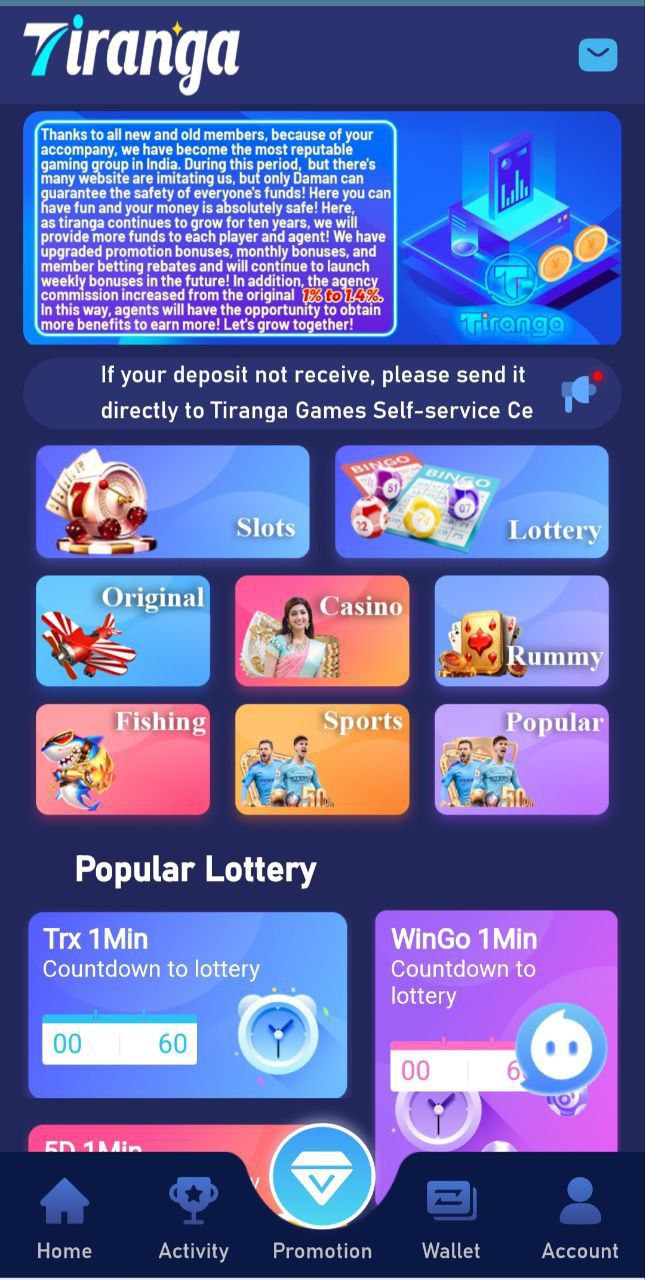 Tiranga
Thanks to all new and old members, because of your
accompany, we have become the most reputable
gaming group in India. During this period, but there's
many website are imitating us, but only Daman can
guarantee the safety of everyone's funds! Here you can
have fun and your money is absolutely safe! Here,
as tiranga continues to grow for ten years, we will
provide more funds to each player and agent! We have
upgraded promotion bonuses, monthly bonuses, and
member betting rebates and will continue to launch
weekly bonuses in the future! In addition, the agency
commission increased from the original 1% to 1.4%.
In this way, agents will have the opportunity to obtain
more benefits to earn more! Let's grow together!
Tiranga
If your deposit not receive, please send it
directly to Tiranga Games Self-service Ce
Slots
BINGO
BINGO
51
07
22
74
Lottery
Original
Casino
Rummy
Fishing
Sports
Popular
Popular Lottery
Trx 1Min
Countdown to lottery
00 60
WinGo 1Min
Countdown to
lottery
00 6
5D 1Min
Home
Activity
Promotion
Wallet
Account